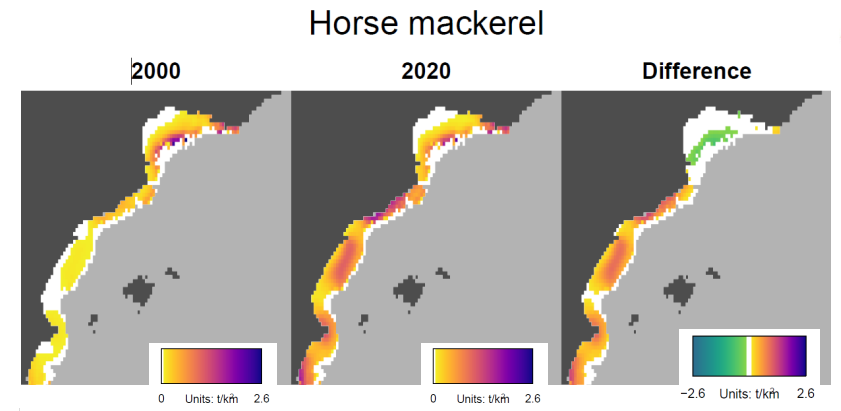 Horse mackerel
2000 2020 Difference
0 Units: t/km² 2.6
0 Units: t/km² 2.6
−2.6 Units: t/km² 2.6